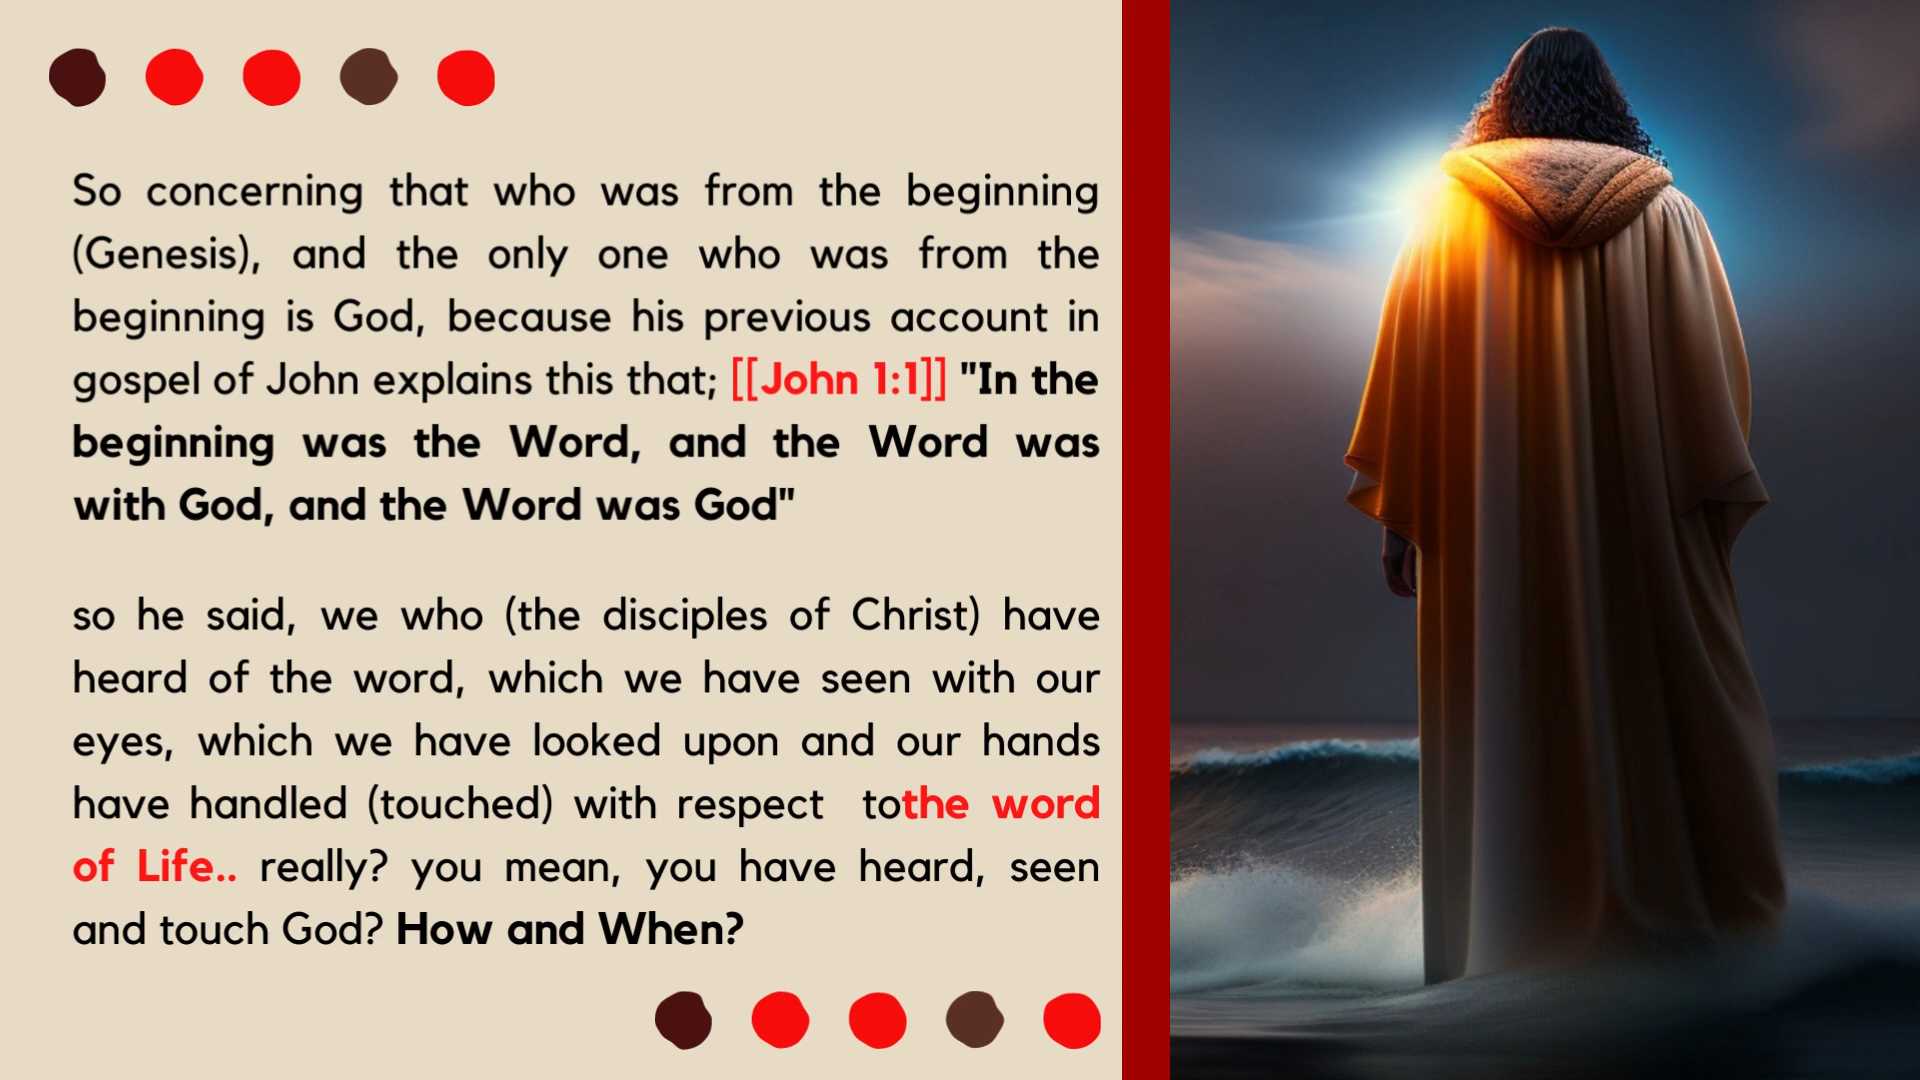 So concerning that who was from the beginning
(Genesis), and the only one who was from the
beginning is God, because his previous account in
gospel of John explains this that; [[John 1:1]] "In the
beginning was the Word, and the Word was
with God, and the Word was God"
so he said, we who (the disciples of Christ) have
heard of the word, which we have seen with our
eyes, which we have looked upon and our hands
have handled (touched) with respect tothe word
of Life.. really? you mean, you have heard, seen
and touch God? How and When?